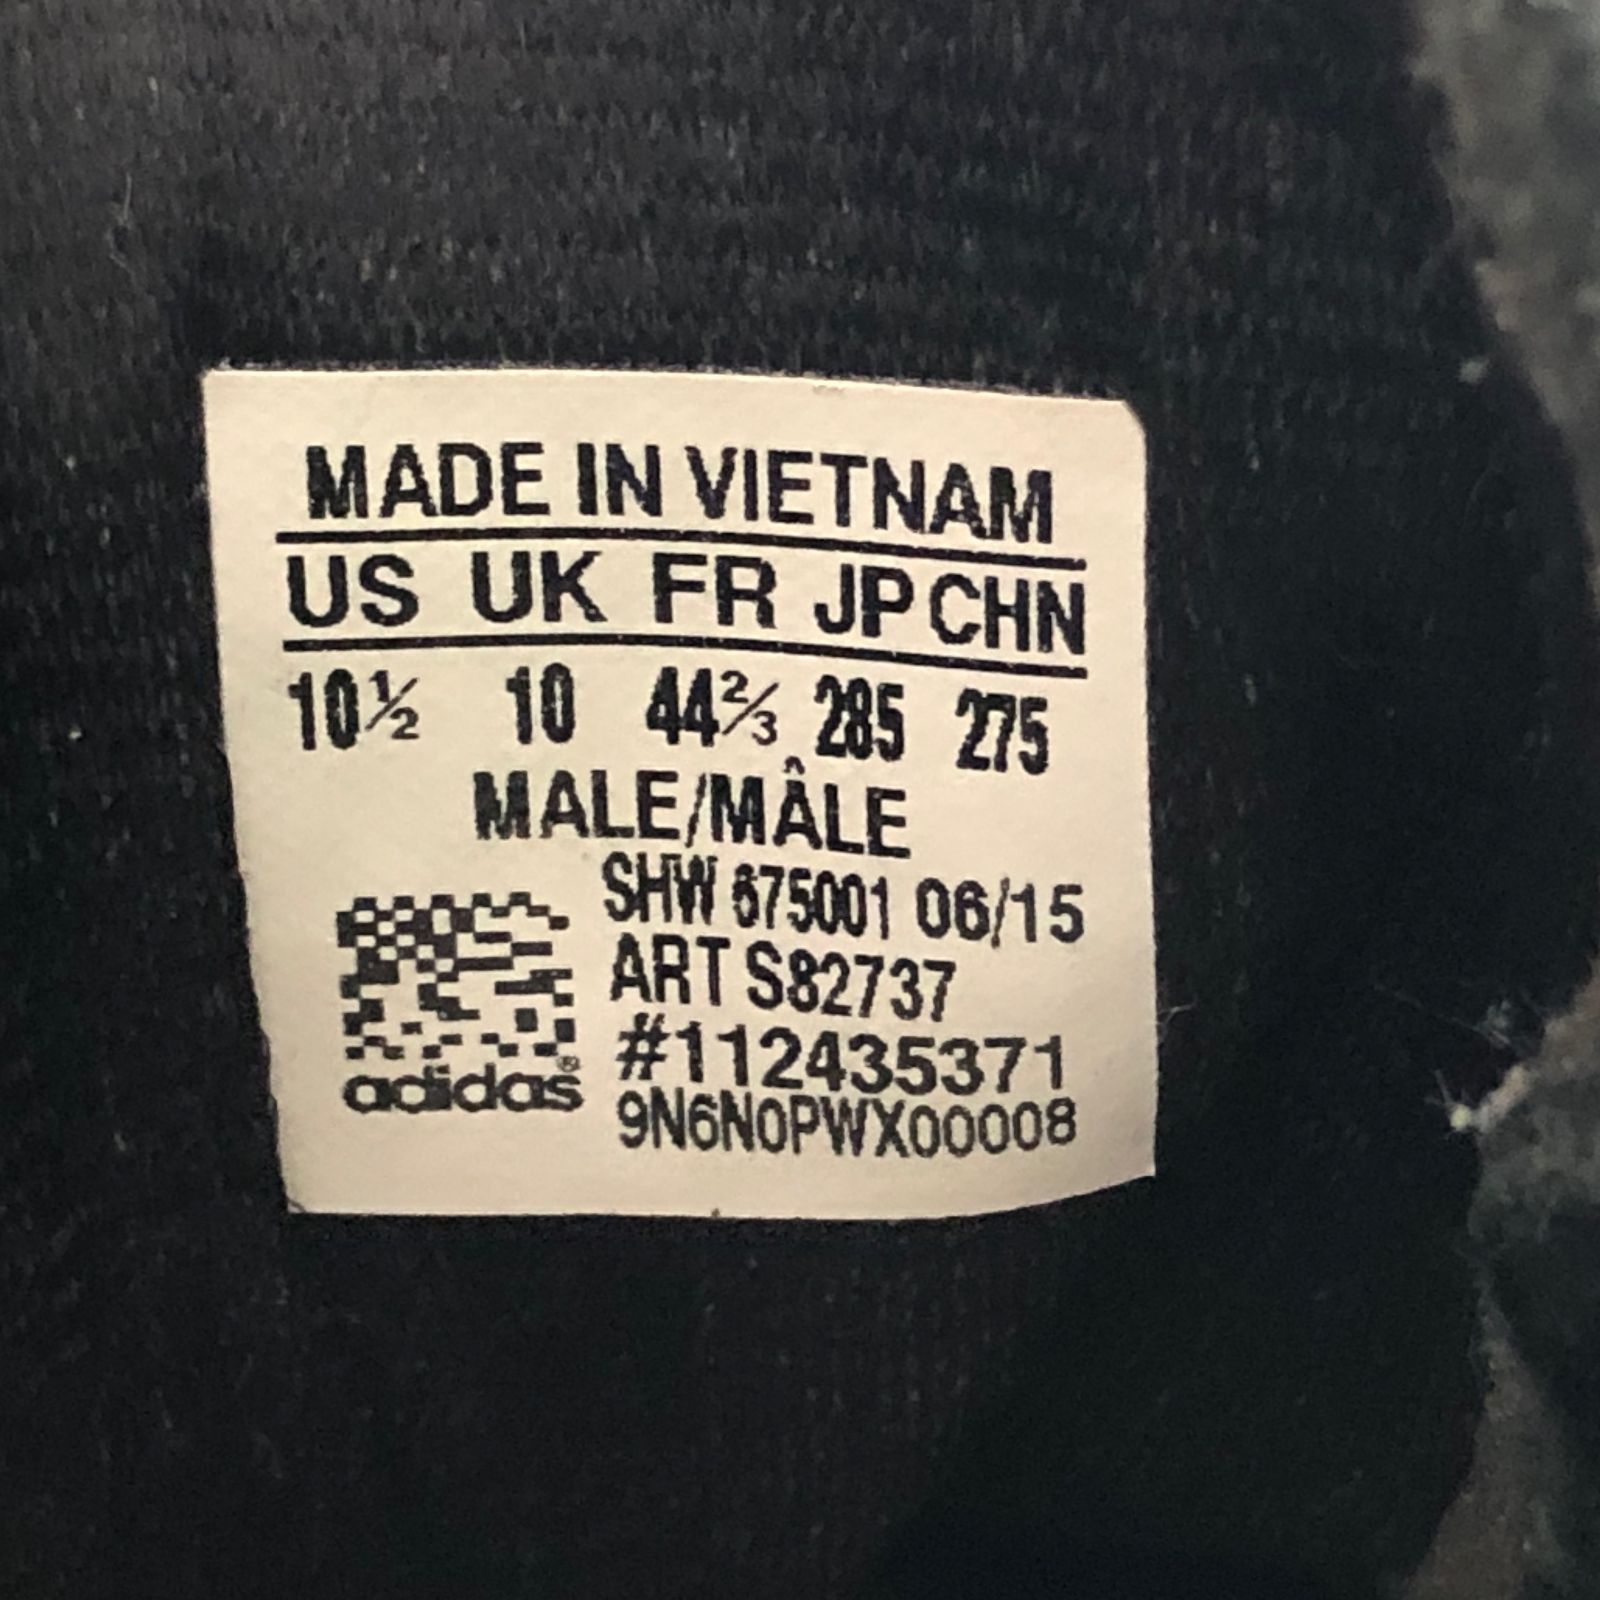 MADE IN VIETNAM
US UK FR JP CHN
10½ 10 44⅔ 285 275
MALE/MÂLE
SHW 675001 06/15
ART S82737
#112435371
9N6N0PWX00008
adidas®